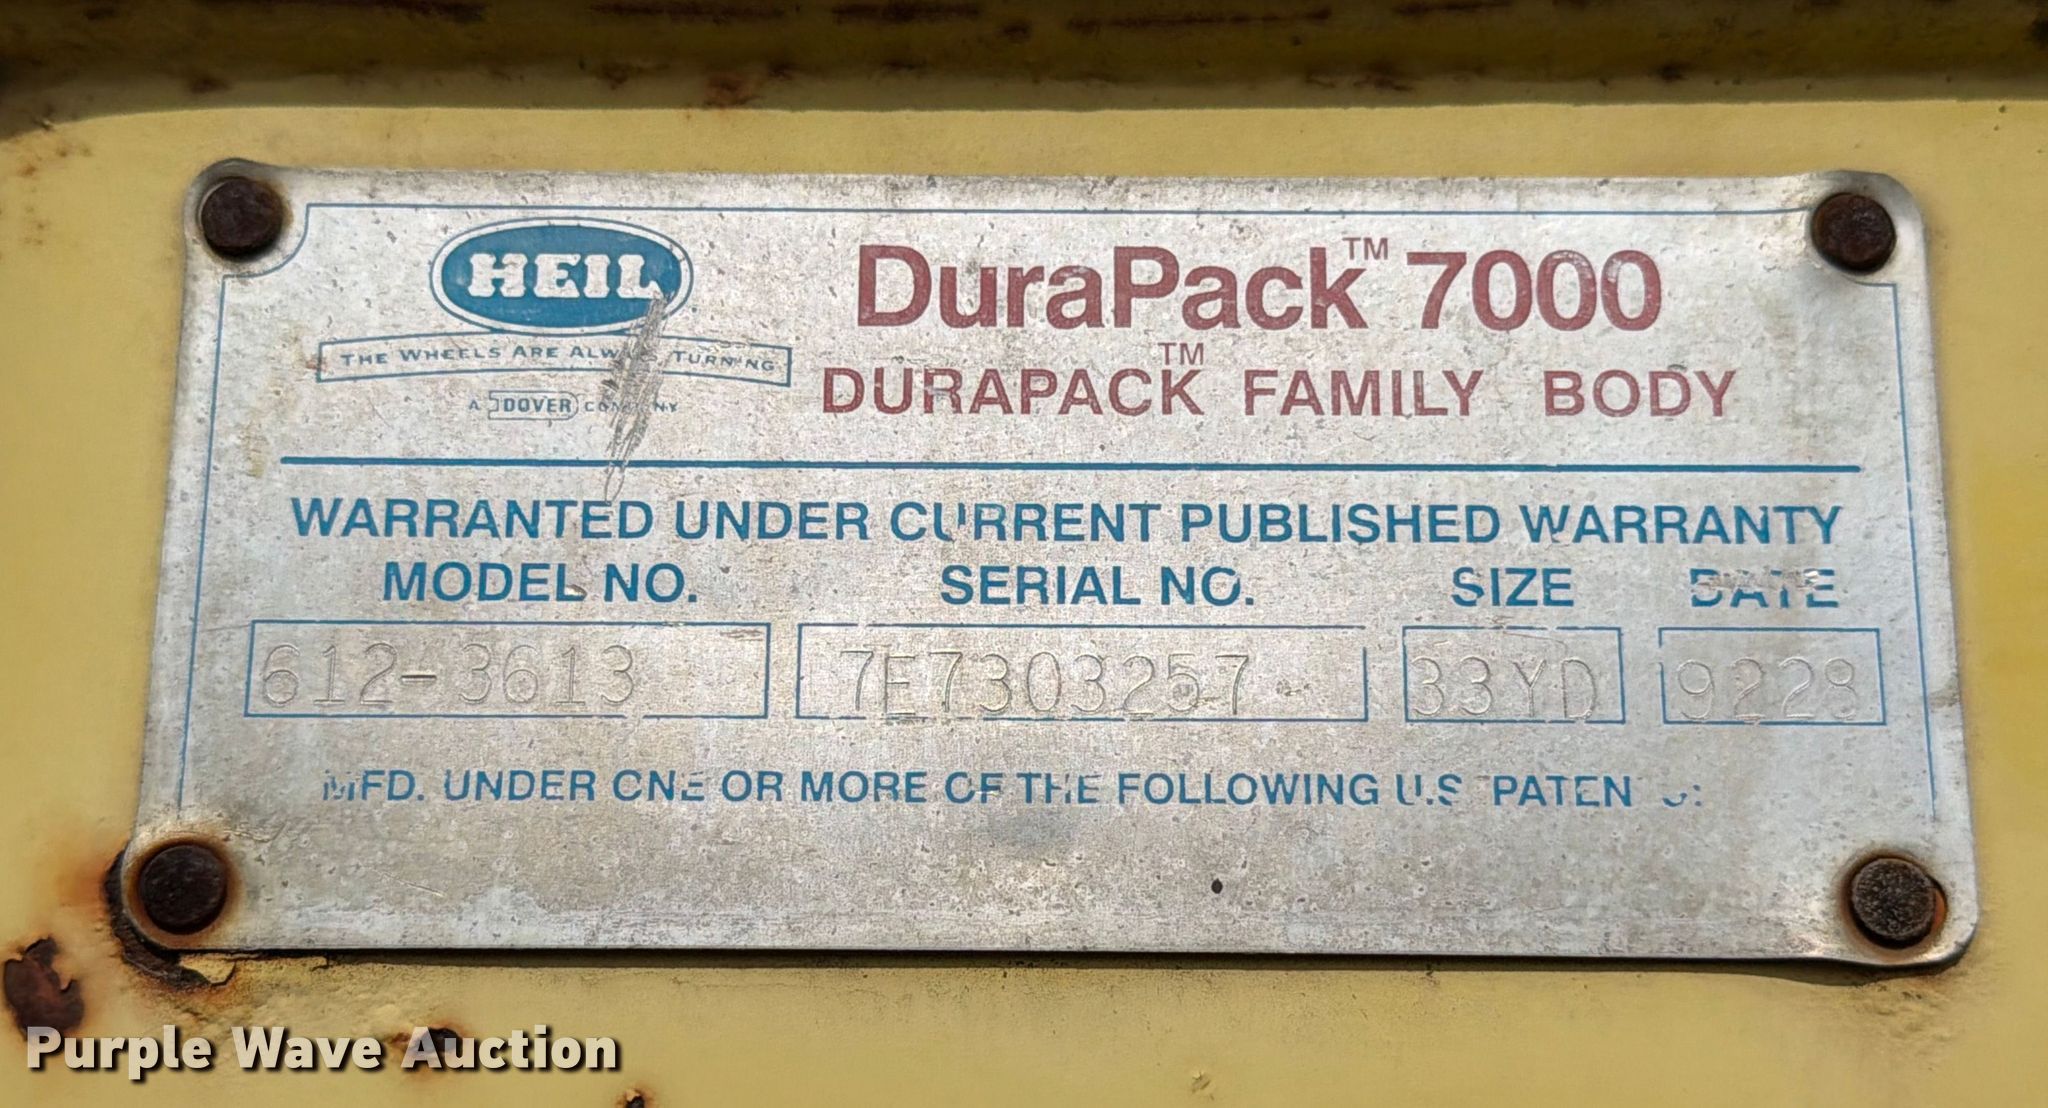 HEIL
THE WHEELS ARE ALWAYS TURNING
A DOVER COMPANY
DuraPack™ 7000
DURAPACK™ FAMILY BODY
WARRANTED UNDER CURRENT PUBLISHED WARRANTY
MODEL NO. SERIAL NO. SIZE DATE
612-3613 7E7303257 33YD 9228
MFD. UNDER ONE OR MORE OF THE FOLLOWING U.S. PATENTS:
Purple Wave Auction